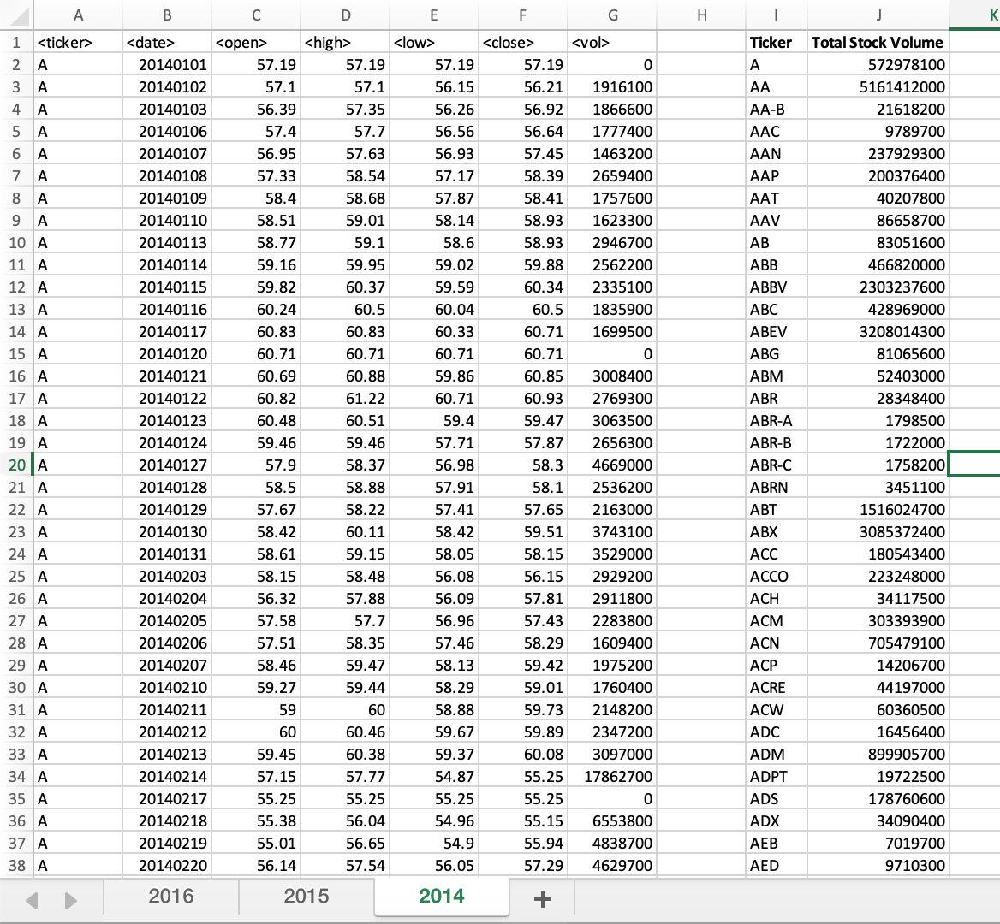 A B C D E F G H I J K
1 <ticker> <date> <open> <high> <low> <close> <vol> Ticker Total Stock Volume
2 A 20140101 57.19 57.19 57.19 57.19 0 A 572978100
3 A 20140102 57.1 57.1 56.15 56.21 1916100 AA 5161412000
4 A 20140103 56.39 57.35 56.26 56.92 1866600 AA-B 21618200
5 A 20140106 57.4 57.7 56.56 56.64 1777400 AAC 9789700
6 A 20140107 56.95 57.63 56.93 57.45 1463200 AAN 237929300
7 A 20140108 57.33 58.54 57.17 58.39 2659400 AAP 200376400
8 A 20140109 58.4 58.68 57.87 58.41 1757600 AAT 40207800
9 A 20140110 58.51 59.01 58.14 58.93 1623300 AAV 86658700
10 A 20140113 58.77 59.1 58.6 58.93 2946700 AB 83051600
11 A 20140114 59.16 59.95 59.02 59.88 2562200 ABB 466820000
12 A 20140115 59.82 60.37 59.59 60.34 2335100 ABBV 2303237600
13 A 20140116 60.24 60.5 60.04 60.5 1835900 ABC 428969000
14 A 20140117 60.83 60.83 60.33 60.71 1699500 ABEV 3208014300
15 A 20140120 60.71 60.71 60.71 60.71 0 ABG 81065600
16 A 20140121 60.69 60.88 59.86 60.85 3008400 ABM 52403000
17 A 20140122 60.82 61.22 60.71 60.93 2769300 ABR 28348400
18 A 20140123 60.48 60.51 59.4 59.47 3063500 ABR-A 1798500
19 A 20140124 59.46 59.46 57.71 57.87 2656300 ABR-B 1722000
20 A 20140127 57.9 58.37 56.98 58.3 4669000 ABR-C 1758200
21 A 20140128 58.5 58.88 57.91 58.1 2536200 ABRN 3451100
22 A 20140129 57.67 58.22 57.41 57.65 2163000 ABT 1516024700
23 A 20140130 58.42 60.11 58.42 59.51 3743100 ABX 3085372400
24 A 20140131 58.61 59.15 58.05 58.15 3529000 ACC 180543400
25 A 20140203 58.15 58.48 56.08 56.15 2929200 ACCO 223248000
26 A 20140204 56.32 57.88 56.09 57.81 2911800 ACH 34117500
27 A 20140205 57.58 57.7 56.96 57.43 2283800 ACM 303393900
28 A 20140206 57.51 58.35 57.46 58.29 1609400 ACN 705479100
29 A 20140207 58.46 59.47 58.13 59.42 1975200 ACP 14206700
30 A 20140210 59.27 59.44 58.29 59.01 1760400 ACRE 44197000
31 A 20140211 59 60 58.88 59.73 2148200 ACW 60360500
32 A 20140212 60 60.46 59.67 59.89 2347200 ADC 16456400
33 A 20140213 59.45 60.38 59.37 60.08 3097000 ADM 899905700
34 A 20140214 57.15 57.77 54.87 55.25 17862700 ADPT 19722500
35 A 20140217 55.25 55.25 55.25 55.25 0 ADS 178760600
36 A 20140218 55.38 56.04 54.96 55.15 6553800 ADX 34090400
37 A 20140219 55.01 56.65 54.9 55.94 4838700 AEB 7019700
38 A 20140220 56.14 57.54 56.05 57.29 4629700 AED 9710300
2016 2015 2014 +